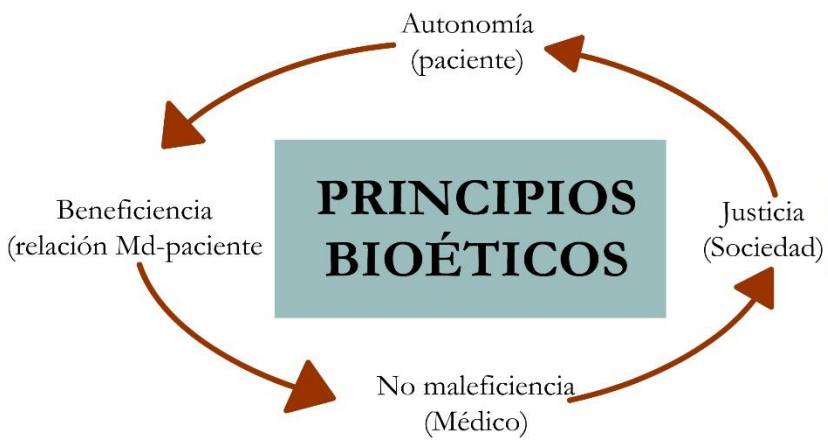 Autonomía
(paciente)
PRINCIPIOS
BIOÉTICOS
Beneficiencia
(relación Md-paciente
Justicia
(Sociedad)
No maleficiencia
(Médico)